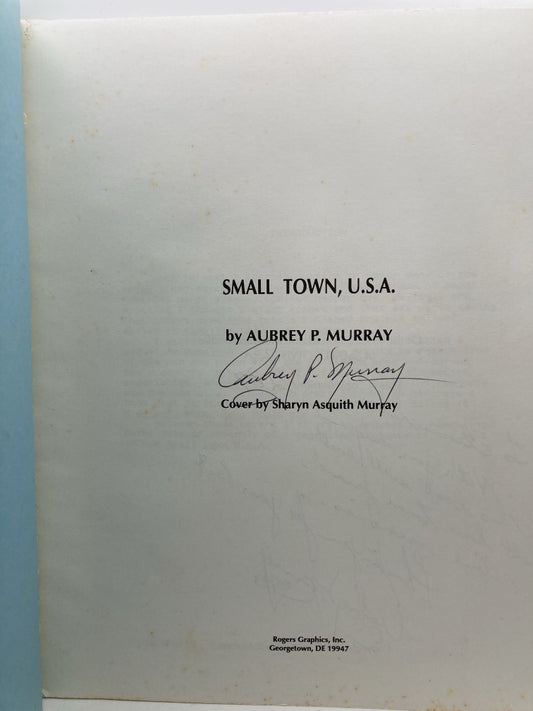 SMALL TOWN, U.S.A.
by AUBREY P. MURRAY
Aubrey P. Murray
Cover by Sharyn Asquith Murray
Rogers Graphics, Inc.
Georgetown, DE 19947